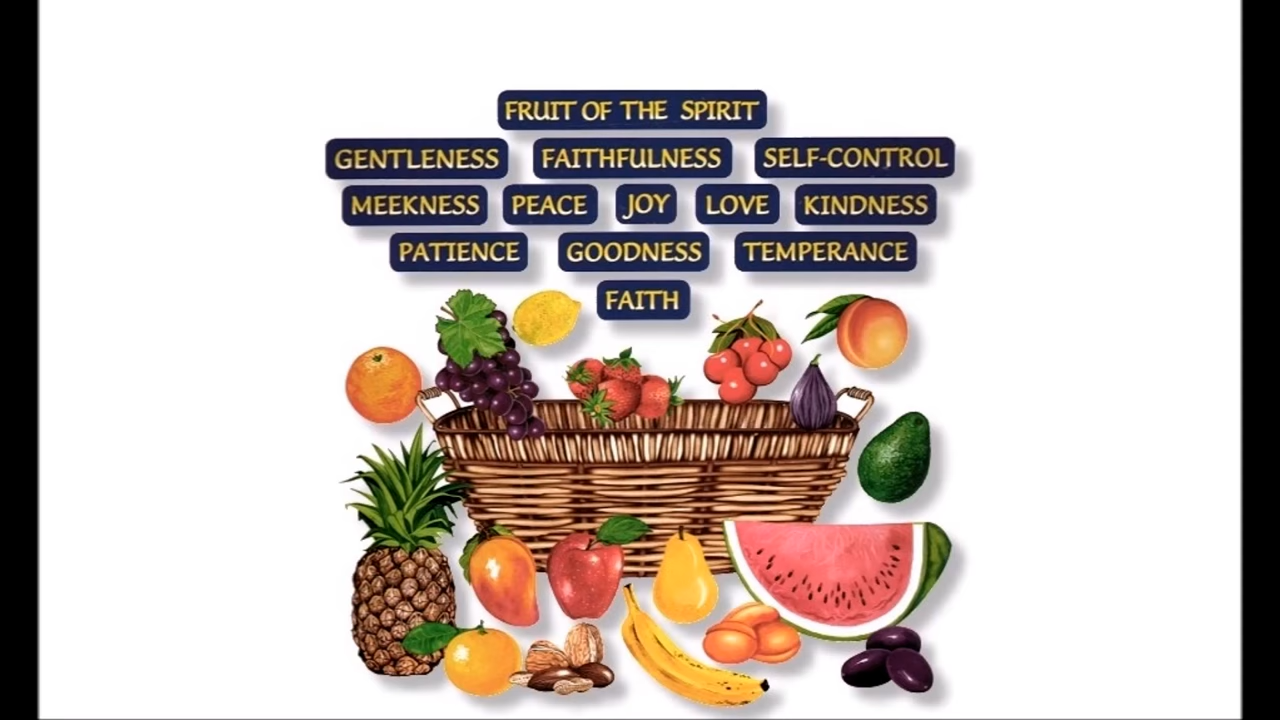 FRUIT OF THE SPIRIT
GENTLENESS FAITHFULNESS SELF-CONTROL
MEEKNESS PEACE JOY LOVE KINDNESS
PATIENCE GOODNESS TEMPERANCE
FAITH